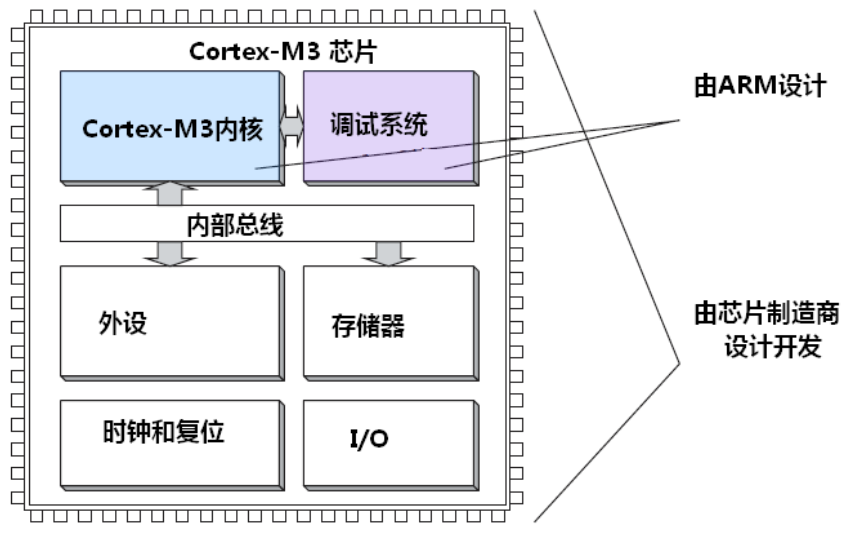 Cortex-M3 芯片
Cortex-M3内核
调试系统
由ARM设计
内部总线
外设
存储器
由芯片制造商
设计开发
时钟和复位
I/O